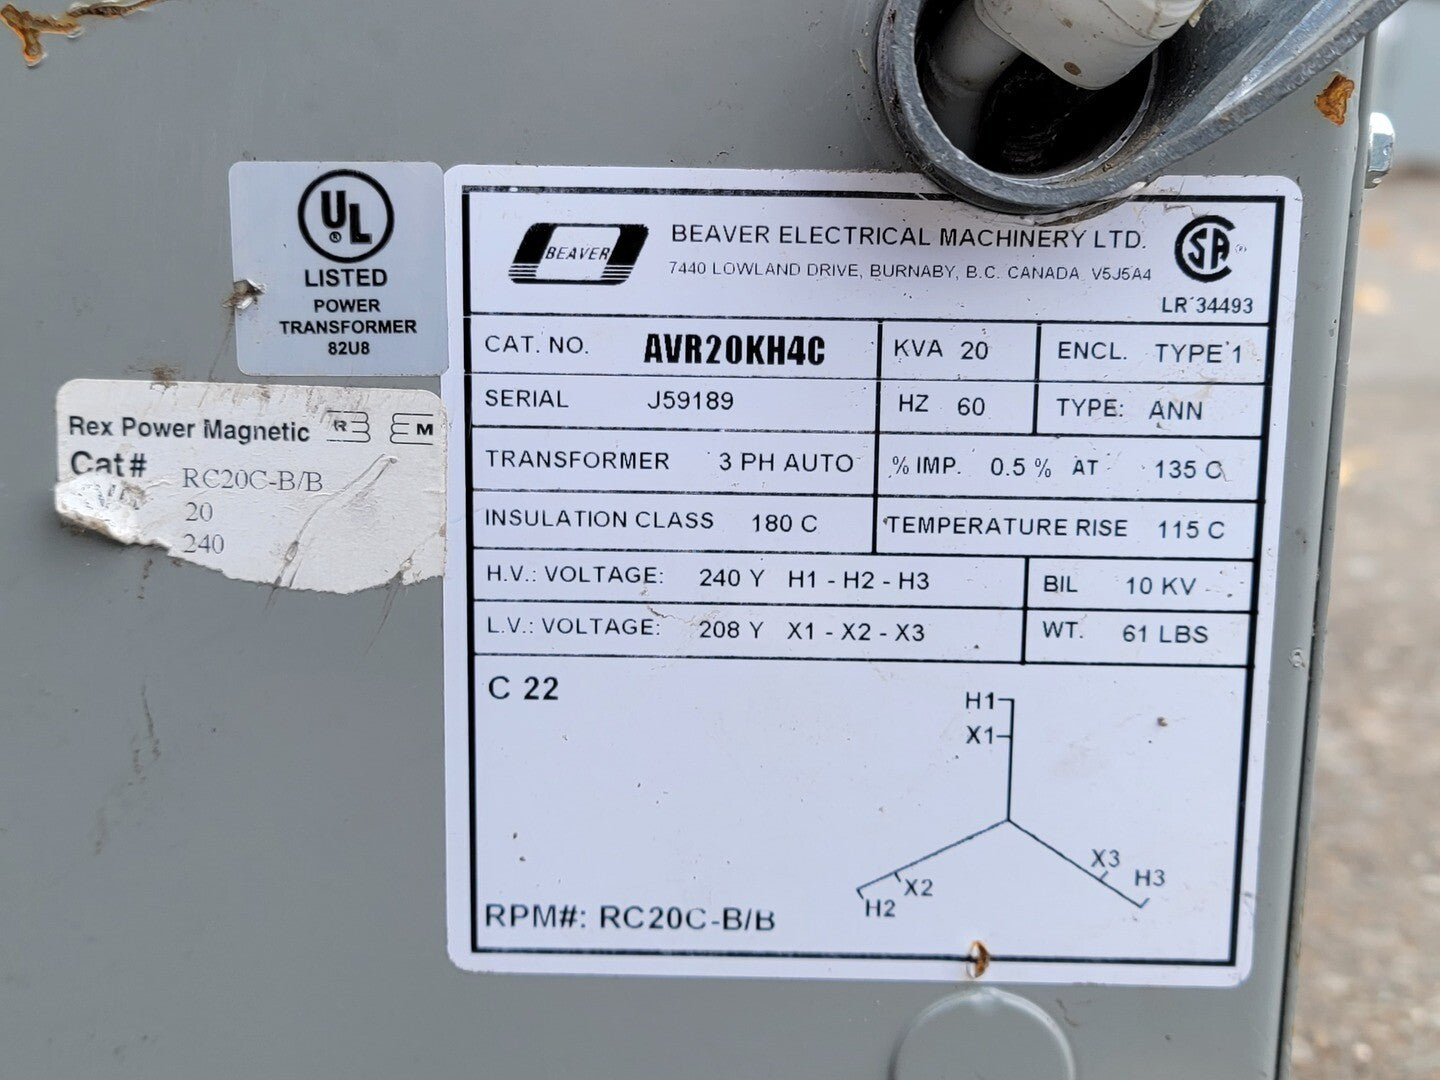 UL
®
LISTED
POWER
TRANSFORMER
82U8
Rex Power Magnetic R E M
Cat# RC20C-B/B
20
240
BEAVER
BEAVER ELECTRICAL MACHINERY LTD.
7440 LOWLAND DRIVE, BURNABY, B.C. CANADA V5J5A4
SA ®
LR 34493
CAT. NO. AVR20KH4C KVA 20 ENCL. TYPE 1
SERIAL J59189 HZ 60 TYPE: ANN
TRANSFORMER 3 PH AUTO % IMP. 0.5 % AT 135 C
INSULATION CLASS 180 C TEMPERATURE RISE 115 C
H.V.: VOLTAGE: 240 Y H1 - H2 - H3 BIL 10 KV
L.V.: VOLTAGE: 208 Y X1 - X2 - X3 WT. 61 LBS
C 22
H1
X1
X3
H3
X2
H2
RPM#: RC20C-B/B